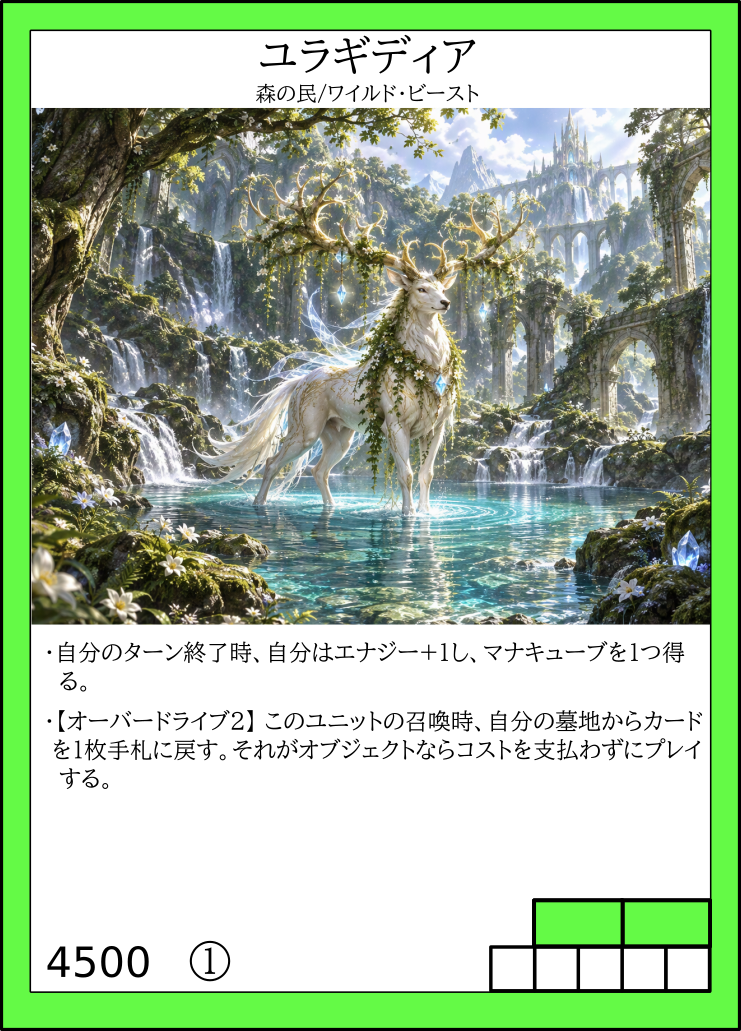 ユラギディア
森の民/ワイルド・ビースト
・自分のターン終了時、自分はエナジー＋1し、マナキューブを1つ得
る。
・【オーバードライブ2】 このユニットの召喚時、自分の墓地からカード
を1枚手札に戻す。それがオブジェクトならコストを支払わずにプレイ
する。
4500 ①